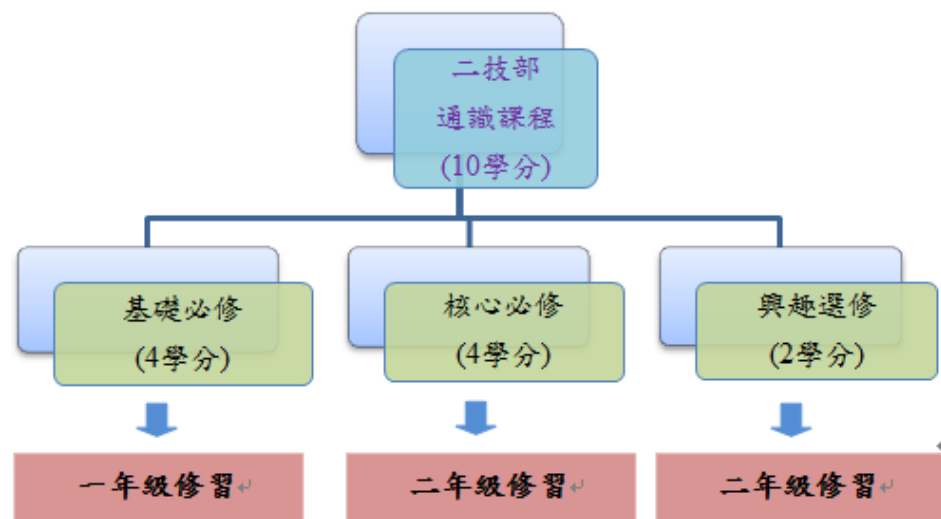 二技部
通識課程
(10學分)
基礎必修
(4學分)
核心必修
(4學分)
興趣選修
(2學分)
一年級修習
二年級修習
二年級修習